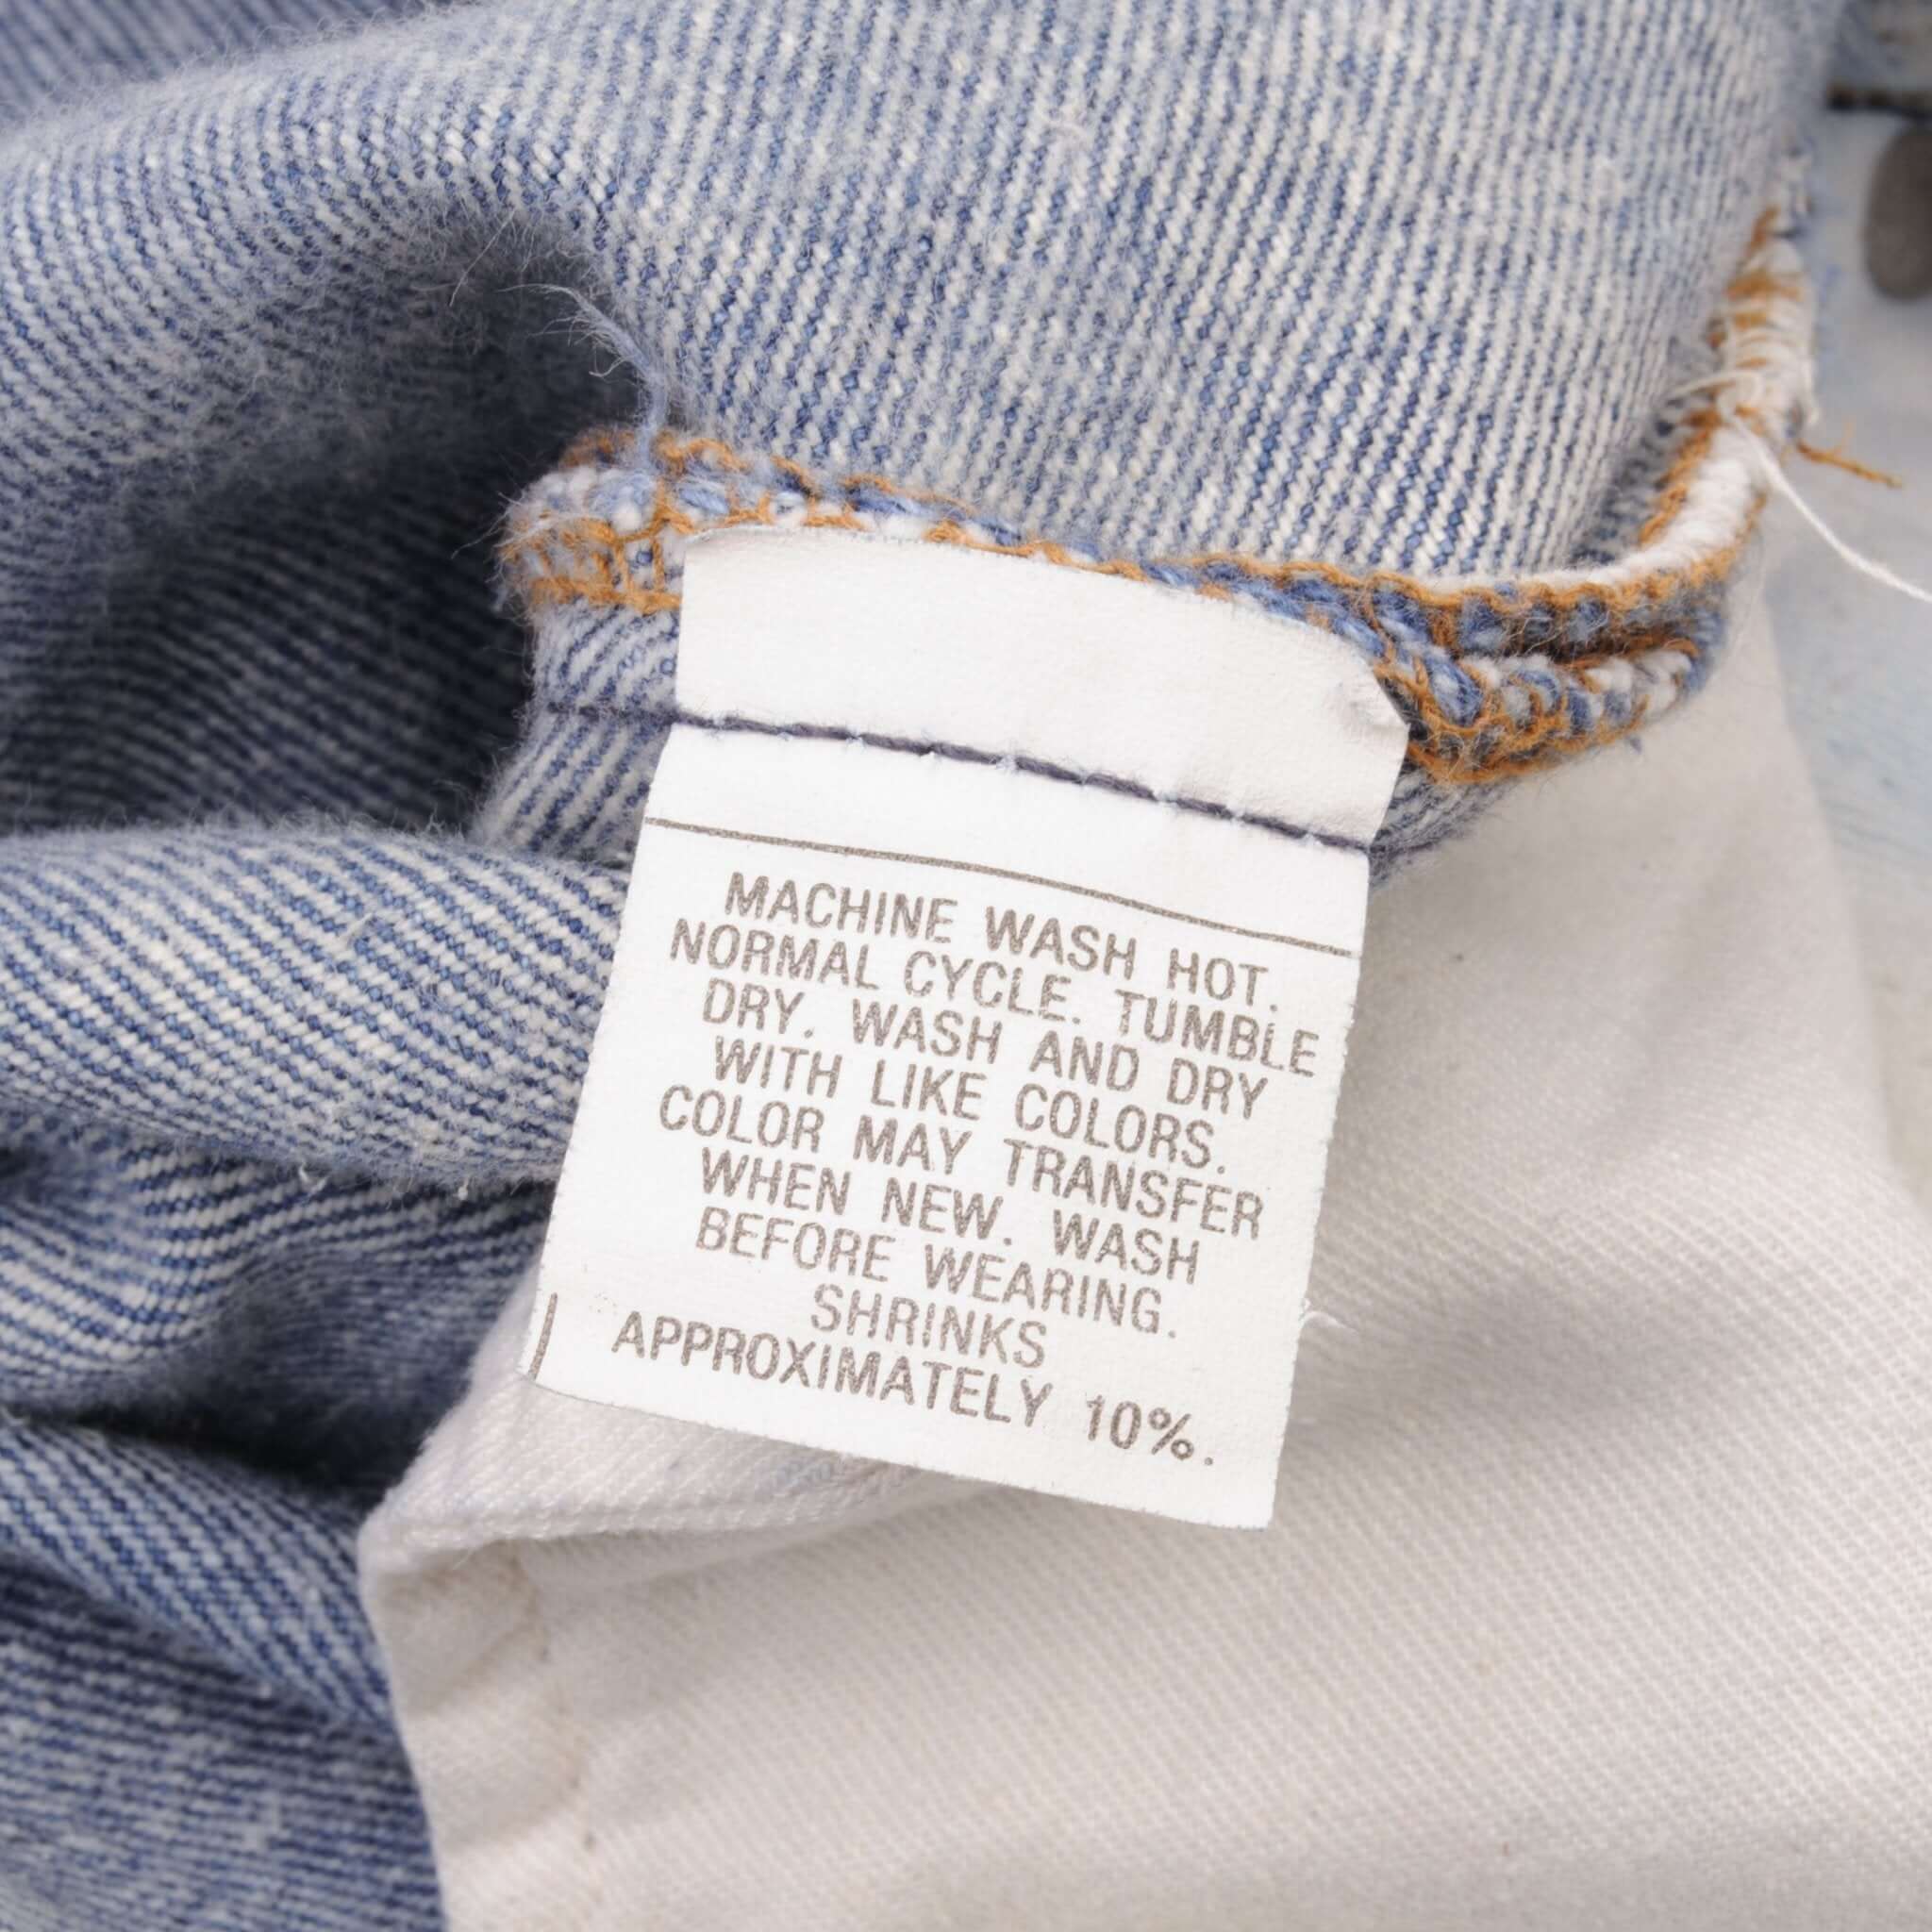 MACHINE WASH HOT.
NORMAL CYCLE. TUMBLE
DRY. WASH AND DRY
WITH LIKE COLORS.
COLOR MAY TRANSFER
WHEN NEW. WASH
BEFORE WEARING.
SHRINKS
APPROXIMATELY 10%.